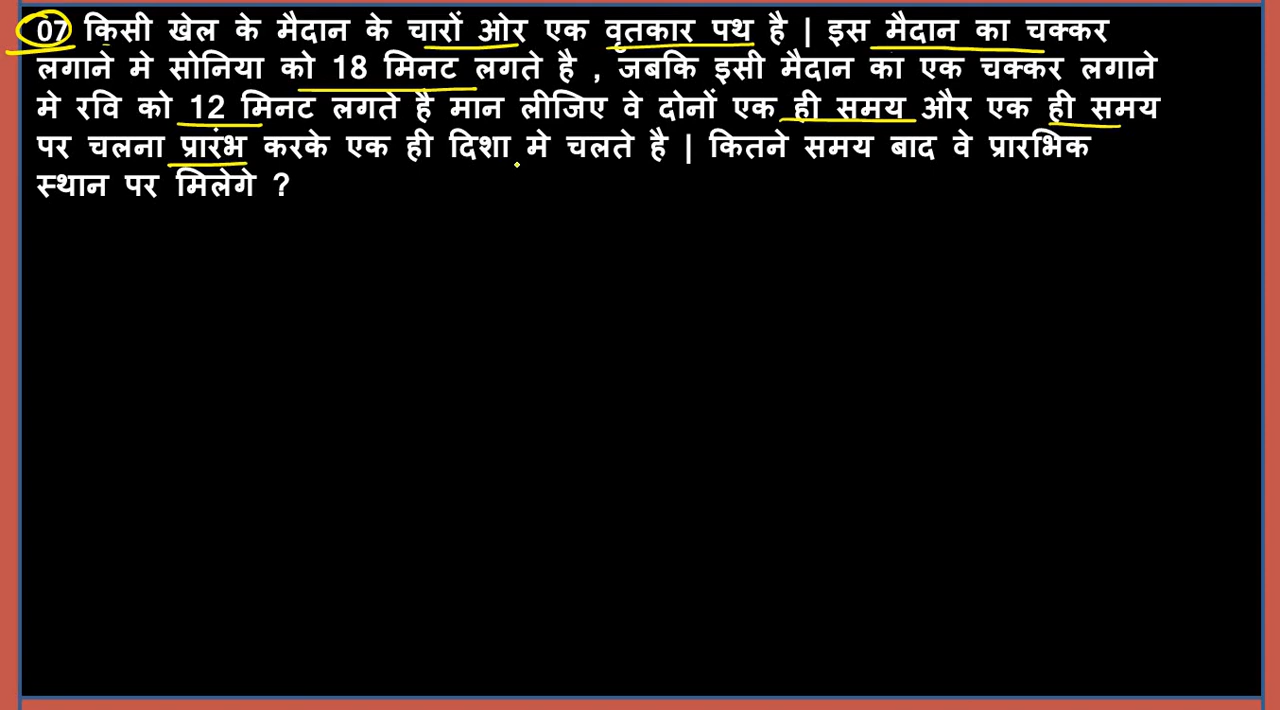 07 किसी खेल के मैदान के चारों ओर एक वृतकार पथ है | इस मैदान का चक्कर
लगाने मे सोनिया को 18 मिनट लगते है , जबकि इसी मैदान का एक चक्कर लगाने
मे रवि को 12 मिनट लगते है मान लीजिए वे दोनों एक ही समय और एक ही समय
पर चलना प्रारंभ करके एक ही दिशा मे चलते है | कितने समय बाद वे प्रारभिक
स्थान पर मिलेगे ?